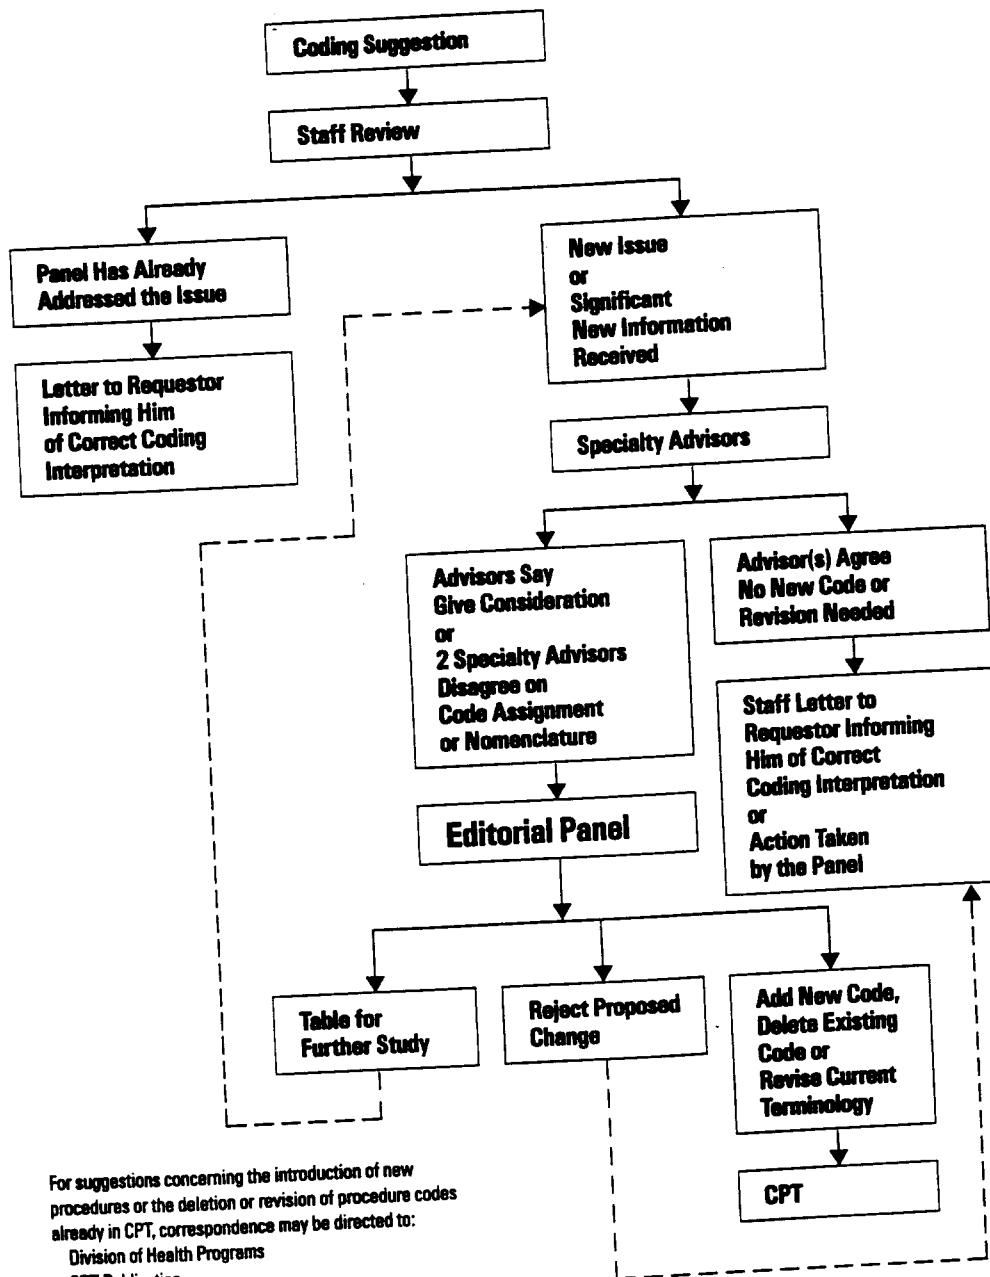 Coding Suggestion
Staff Review
Panel Has Already
Addressed the Issue
Letter to Requestor
Informing Him
of Correct Coding
Interpretation
New Issue
or
Significant
New Information
Received
Specialty Advisors
Advisors Say
Give Consideration
or
2 Specialty Advisors
Disagree on
Code Assignment
or Nomenclature
Advisor(s) Agree
No New Code or
Revision Needed
Staff Letter to
Requestor Informing
Him of Correct
Coding Interpretation
or
Action Taken
by the Panel
Editorial Panel
Table for
Further Study
Reject Proposed
Change
Add New Code,
Delete Existing
Code or
Revise Current
Terminology
CPT
For suggestions concerning the introduction of new
procedures or the deletion or revision of procedure codes
already in CPT, correspondence may be directed to:
Division of Health Programs